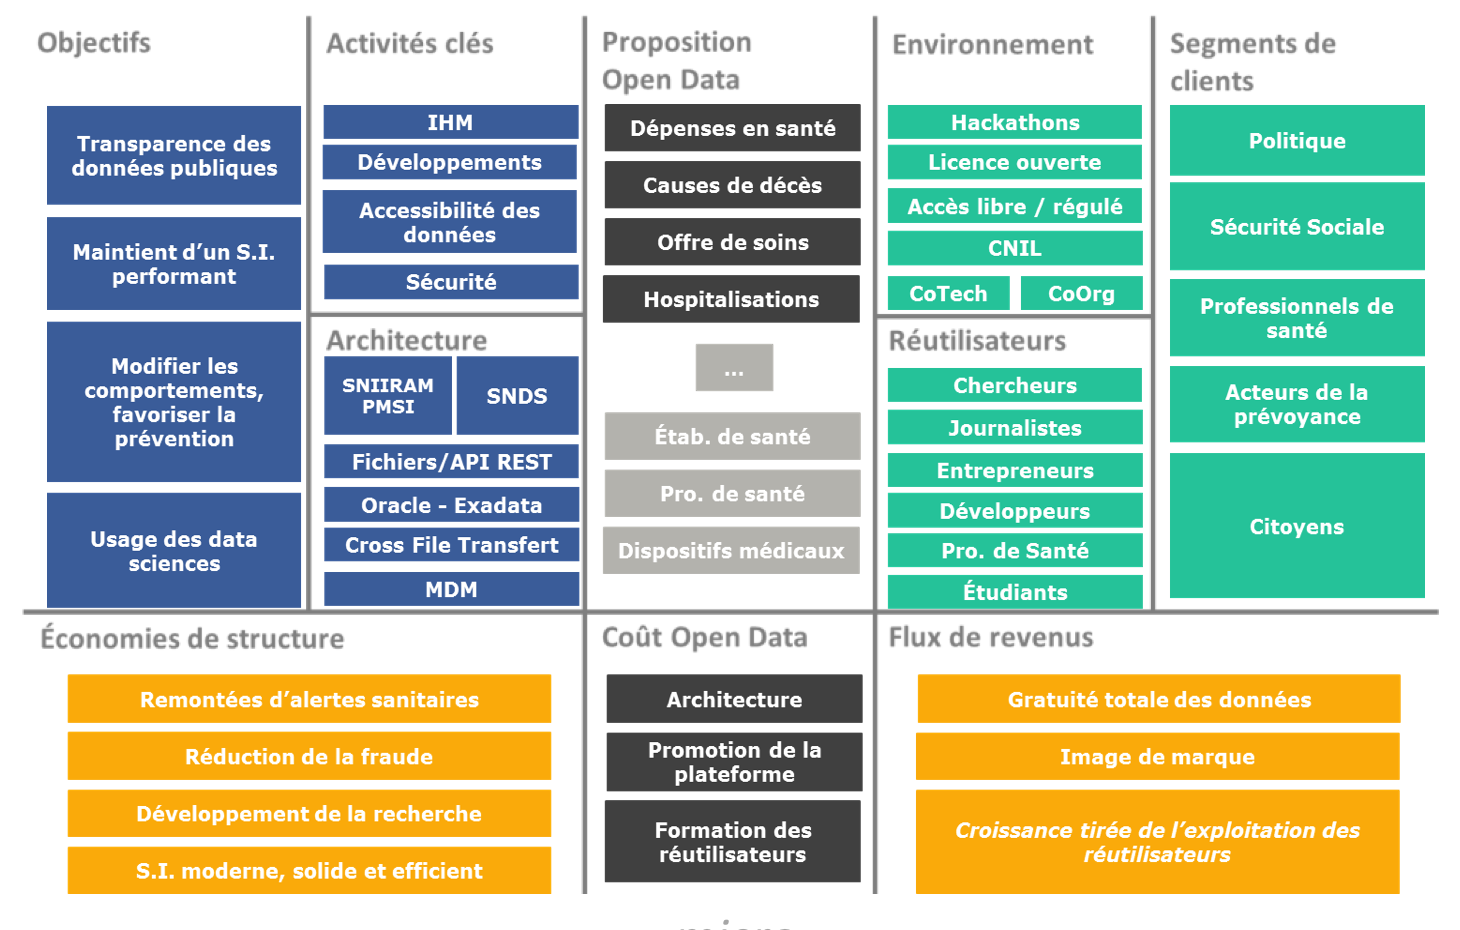 Objectifs
Transparence des
données publiques
Maintient d'un S.I.
performant
Modifier les
comportements,
favoriser la
prévention
Usage des data
sciences
Activités clés
IHM
Développements
Accessibilité des
données
Sécurité
Architecture
SNIIRAM
PMSI
SNDS
Fichiers/API REST
Oracle - Exadata
Cross File Transfert
MDM
Proposition
Open Data
Dépenses en santé
Causes de décès
Offre de soins
Hospitalisations
...
Étab. de santé
Pro. de santé
Dispositifs médicaux
Environnement
Hackathons
Licence ouverte
Accès libre / régulé
CNIL
CoTech
CoOrg
Réutilisateurs
Chercheurs
Journalistes
Entrepreneurs
Développeurs
Pro. de Santé
Étudiants
Segments de
clients
Politique
Sécurité Sociale
Professionnels de
santé
Acteurs de la
prévoyance
Citoyens
Économies de structure
Remontées d'alertes sanitaires
Réduction de la fraude
Développement de la recherche
S.I. moderne, solide et efficient
Coût Open Data
Architecture
Promotion de la
plateforme
Formation des
réutilisateurs
Flux de revenus
Gratuité totale des données
Image de marque
Croissance tirée de l'exploitation des
réutilisateurs